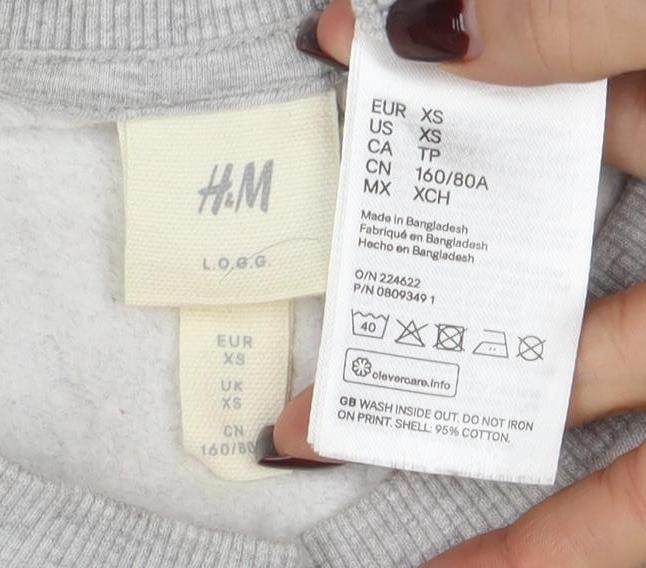 H&M
L.O.G.G.
EUR
XS
UK
XS
CN
160/80
EUR XS
US XS
CA TP
CN 160/80A
MX XCH
Made in Bangladesh
Fabriqué en Bangladesh
Hecho en Bangladesh
O/N 224622
P/N 0809349 1
40
clevercare.info
GB WASH INSIDE OUT. DO NOT IRON
ON PRINT. SHELL: 95% COTTON.